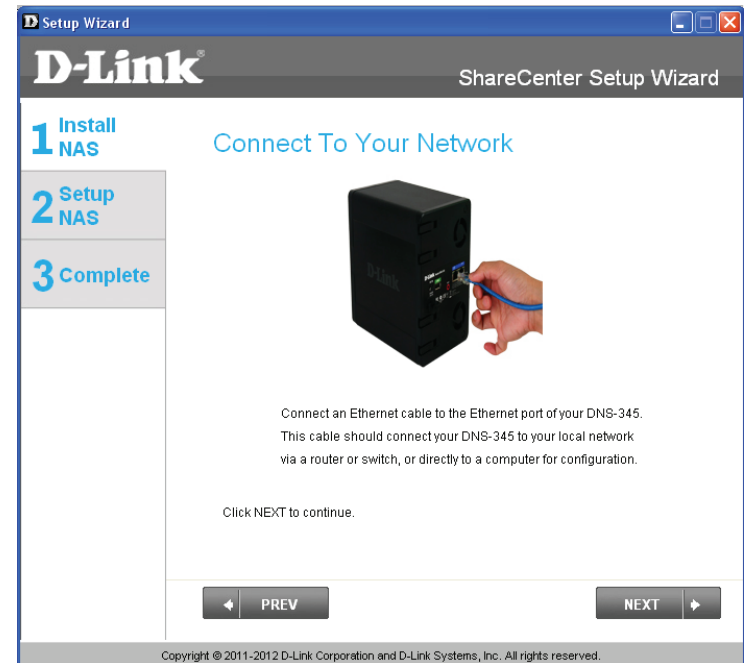 Setup Wizard
D-Link®
ShareCenter Setup Wizard
1 Install NAS
2 Setup NAS
3 Complete
Connect To Your Network
D-Link
Connect an Ethernet cable to the Ethernet port of your DNS-345.
This cable should connect your DNS-345 to your local network
via a router or switch, or directly to a computer for configuration.
Click NEXT to continue.
PREV
NEXT
Copyright © 2011-2012 D-Link Corporation and D-Link Systems, Inc. All rights reserved.